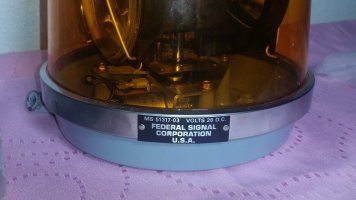 MS 51317-03 VOLTS 28 D.C.
FEDERAL SIGNAL
CORPORATION
U.S.A.